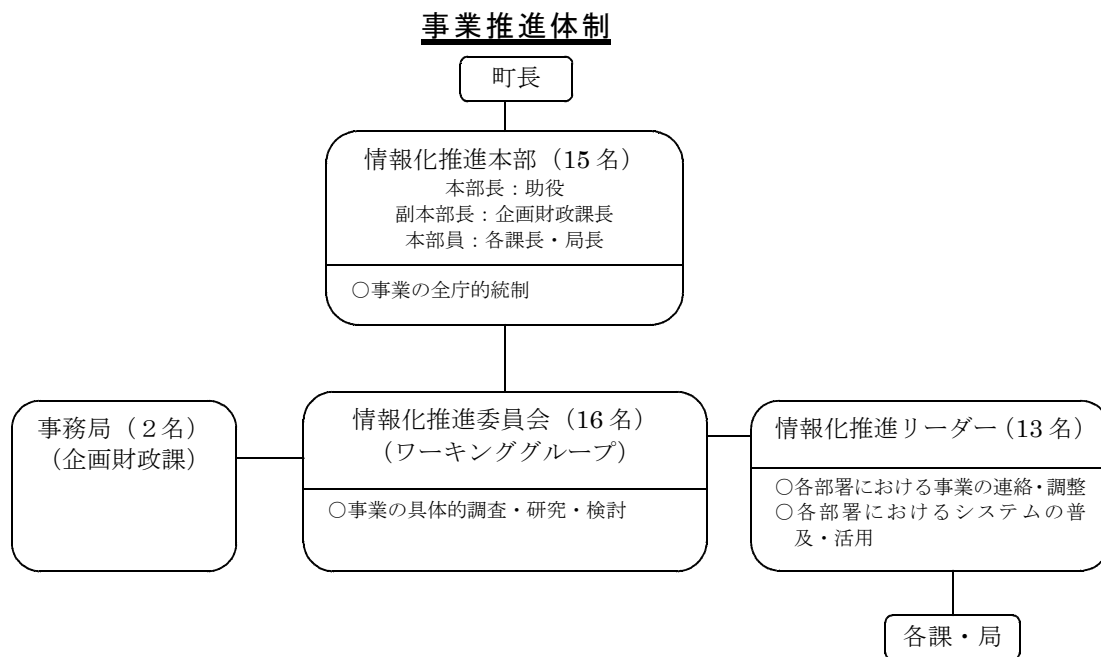 事業推進体制
町長
情報化推進本部（15 名）
本部長：助役
副本部長：企画財政課長
本部員：各課長・局長
○事業の全庁的統制
事務局（２名）
（企画財政課）
情報化推進委員会（16 名）
（ワーキンググループ）
○事業の具体的調査・研究・検討
情報化推進リーダー（13 名）
○各部署における事業の連絡・調整
○各部署におけるシステムの普
及・活用
各課・局